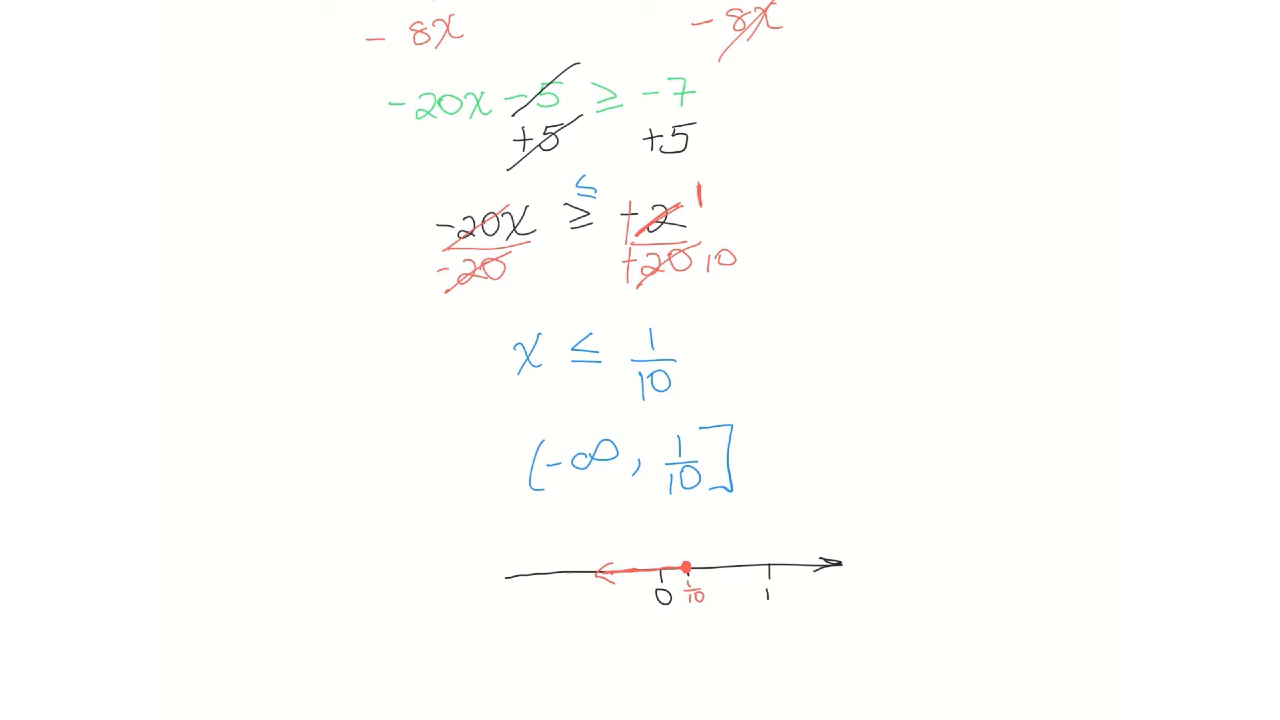 - 8x - 8x
-20x - 5 ≥ -7
+5 +5
≤
-20x ≥ +2 1
-20 +20 10
x ≤ 1/10
(-∞, 1/10]
0 1/10 1